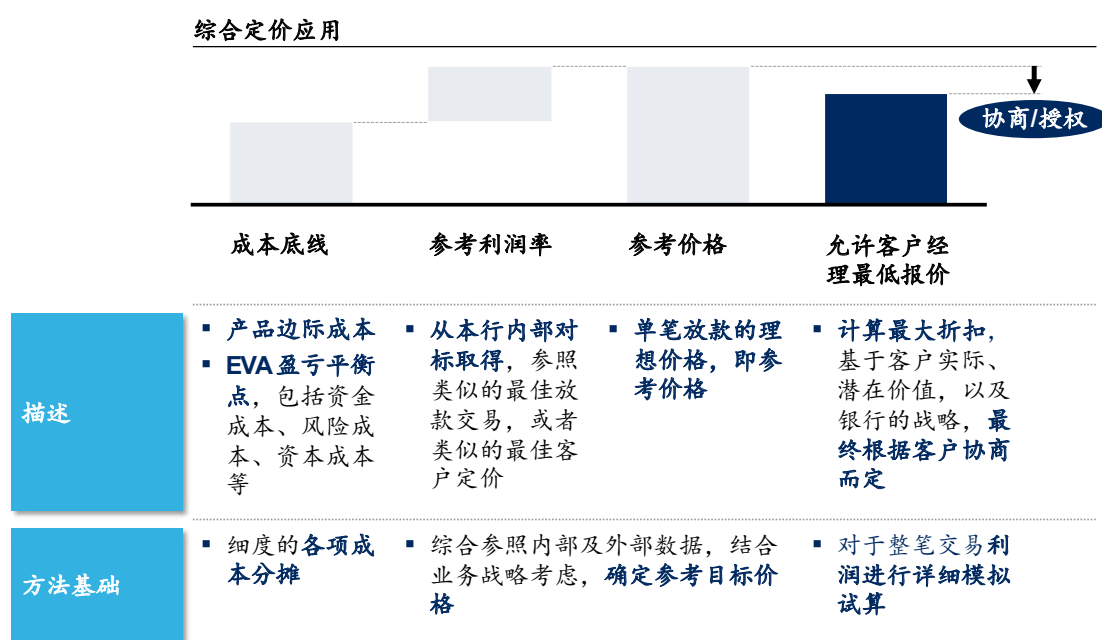 综合定价应用
协商/授权
成本底线
参考利润率
参考价格
允许客户经
理最低报价
描述
▪ 产品边际成本
▪ EVA盈亏平衡
点，包括资金
成本、风险成
本、资本成本
等
▪ 从本行内部对
标取得，参照
类似的最佳放
款交易，或者
类似的最佳客
户定价
▪ 单笔放款的理
想价格，即参
考价格
▪ 计算最大折扣，
基于客户实际、
潜在价值，以及
银行的战略，最
终根据客户协商
而定
方法基础
▪ 细度的各项成
本分摊
▪ 综合参照内部及外部数据，结合
业务战略考虑，确定参考目标价
格
▪ 对于整笔交易利
润进行详细模拟
试算